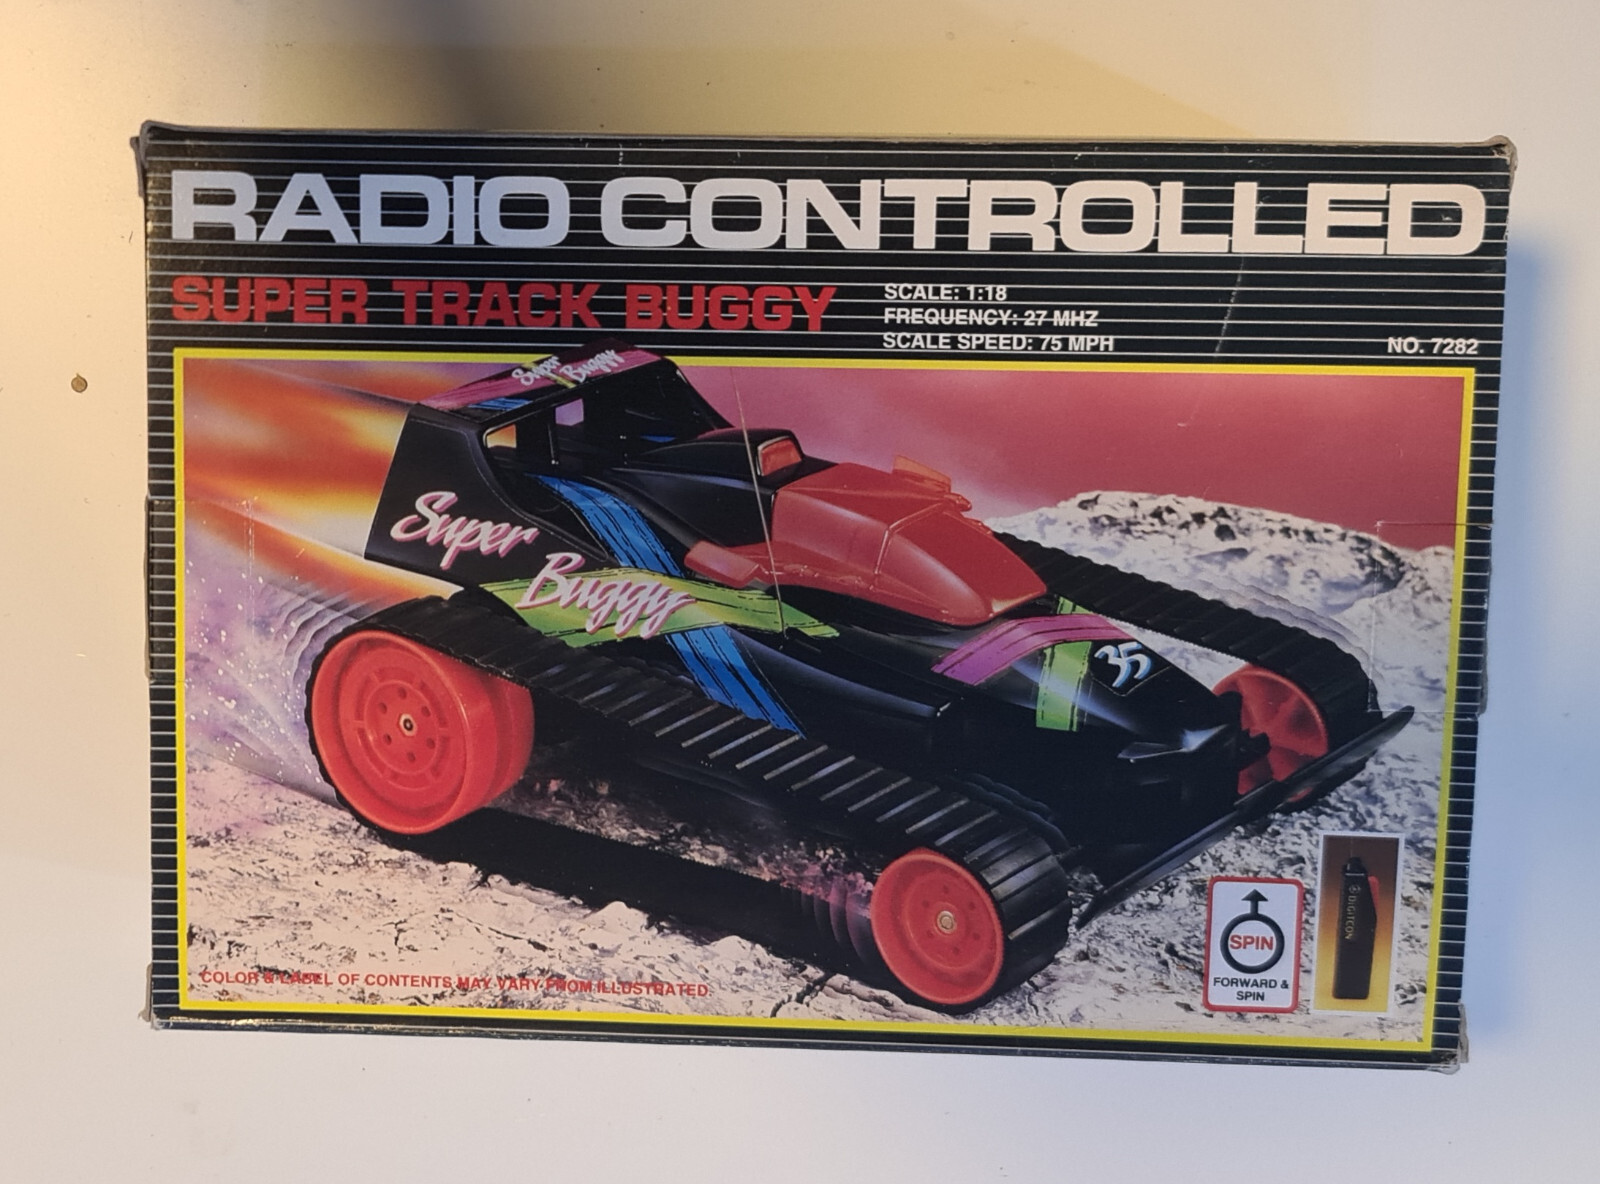 RADIO CONTROLLED
SUPER TRACK BUGGY
SCALE: 1:18
FREQUENCY: 27 MHZ
SCALE SPEED: 75 MPH
NO. 7282
Super Buggy
Super
Buggy
35
SPIN
FORWARD &
SPIN
DIGITCON
COLOR & LABEL OF CONTENTS MAY VARY FROM ILLUSTRATED.